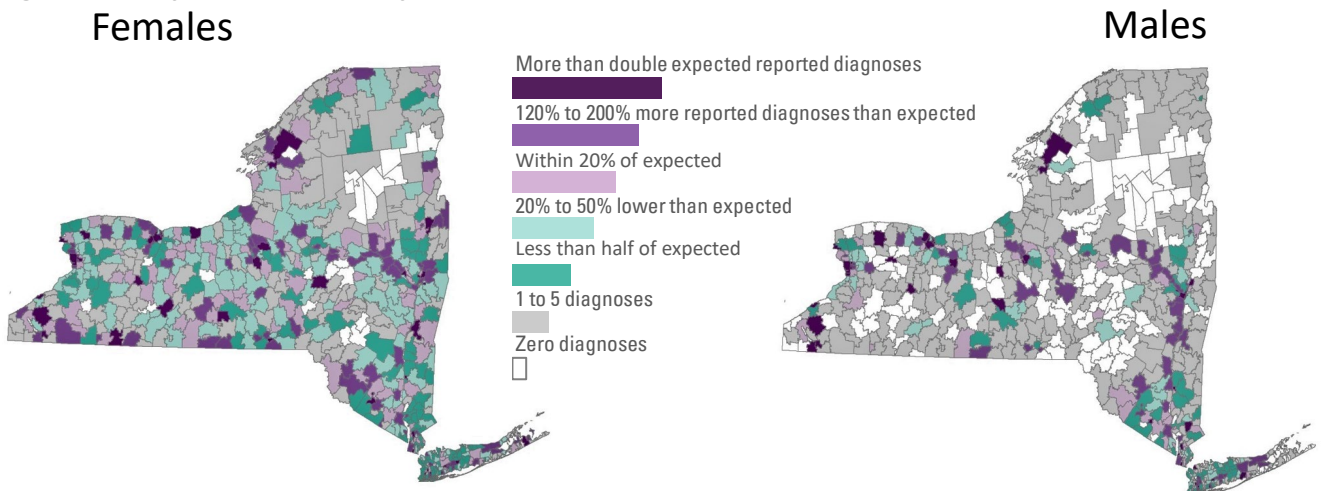 Females
Males
More than double expected reported diagnoses
120% to 200% more reported diagnoses than expected
Within 20% of expected
20% to 50% lower than expected
Less than half of expected
1 to 5 diagnoses
Zero diagnoses